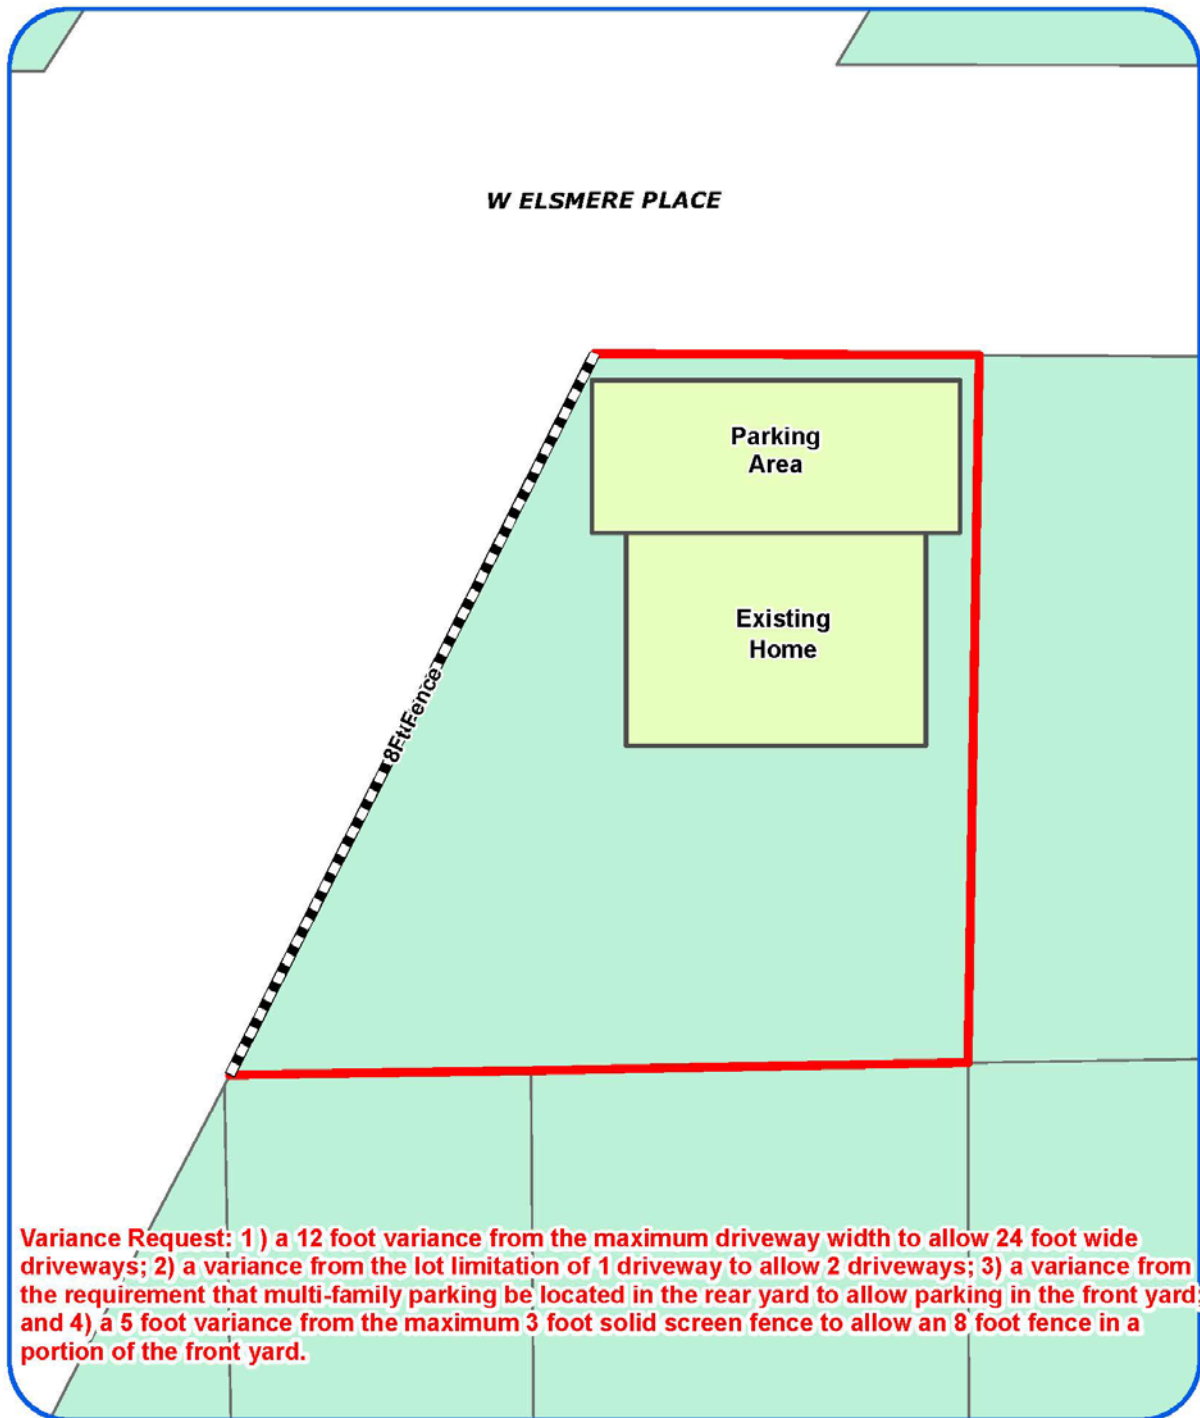 W ELSMERE PLACE
Parking
Area
Existing
Home
8Ft Fence
Variance Request: 1 ) a 12 foot variance from the maximum driveway width to allow 24 foot wide
driveways; 2) a variance from the lot limitation of 1 driveway to allow 2 driveways; 3) a variance from
the requirement that multi-family parking be located in the rear yard to allow parking in the front yard;
and 4) a 5 foot variance from the maximum 3 foot solid screen fence to allow an 8 foot fence in a
portion of the front yard.